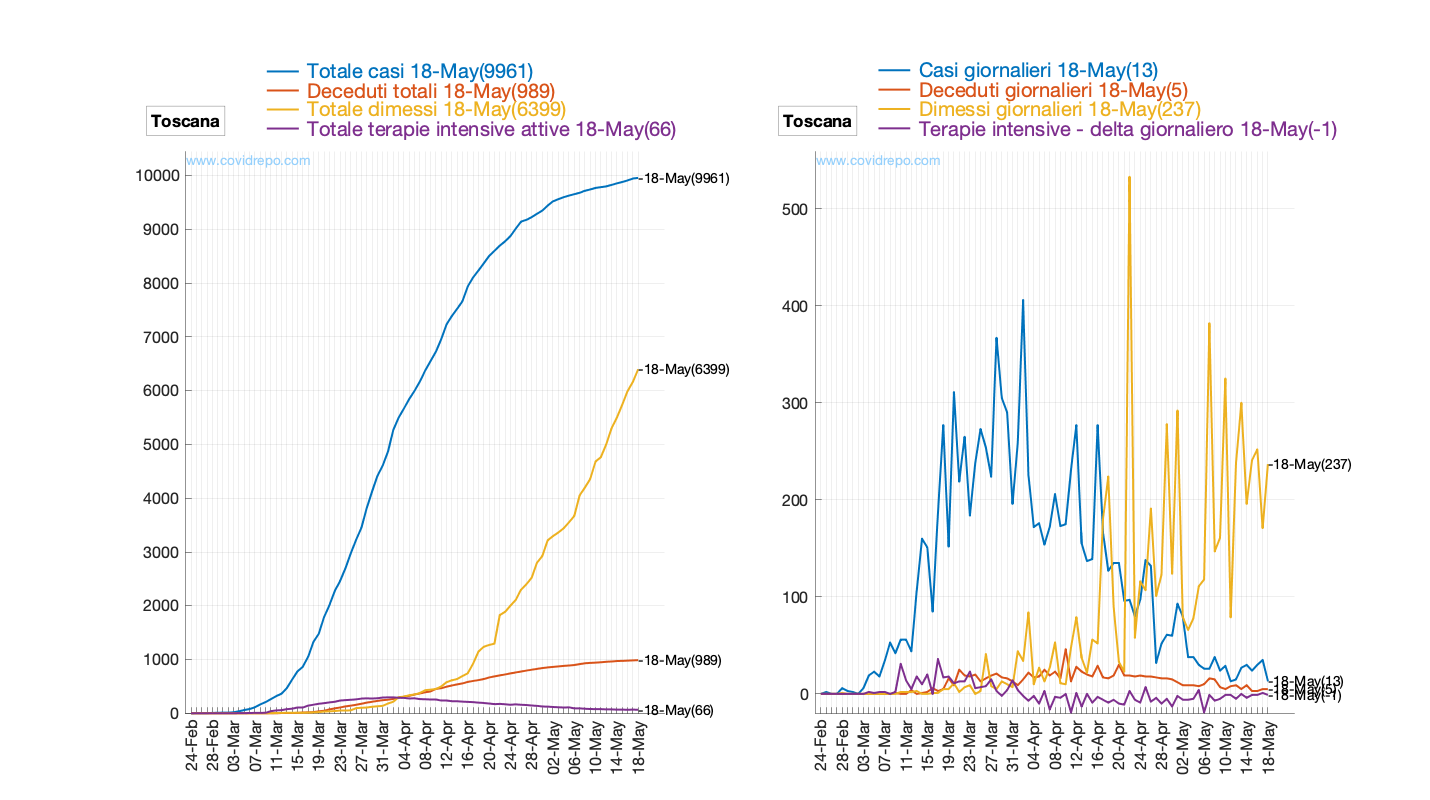 Totale casi 18-May(9961)
Deceduti totali 18-May(989)
Totale dimessi 18-May(6399)
Totale terapie intensive attive 18-May(66)
Toscana
www.covidrepo.com
10000
9000
8000
7000
6000
5000
4000
3000
2000
1000
0
18-May(9961)
18-May(6399)
18-May(989)
18-May(66)
24-Feb
28-Feb
03-Mar
07-Mar
11-Mar
15-Mar
19-Mar
23-Mar
27-Mar
31-Mar
04-Apr
08-Apr
12-Apr
16-Apr
20-Apr
24-Apr
28-Apr
02-May
06-May
10-May
14-May
18-May
Casi giornalieri 18-May(13)
Deceduti giornalieri 18-May(5)
Dimessi giornalieri 18-May(237)
Terapie intensive - delta giornaliero 18-May(-1)
Toscana
www.covidrepo.com
500
400
300
200
100
0
18-May(237)
18-May(13)
18-May(5)
18-May(-1)
24-Feb
28-Feb
03-Mar
07-Mar
11-Mar
15-Mar
19-Mar
23-Mar
27-Mar
31-Mar
04-Apr
08-Apr
12-Apr
16-Apr
20-Apr
24-Apr
28-Apr
02-May
06-May
10-May
14-May
18-May